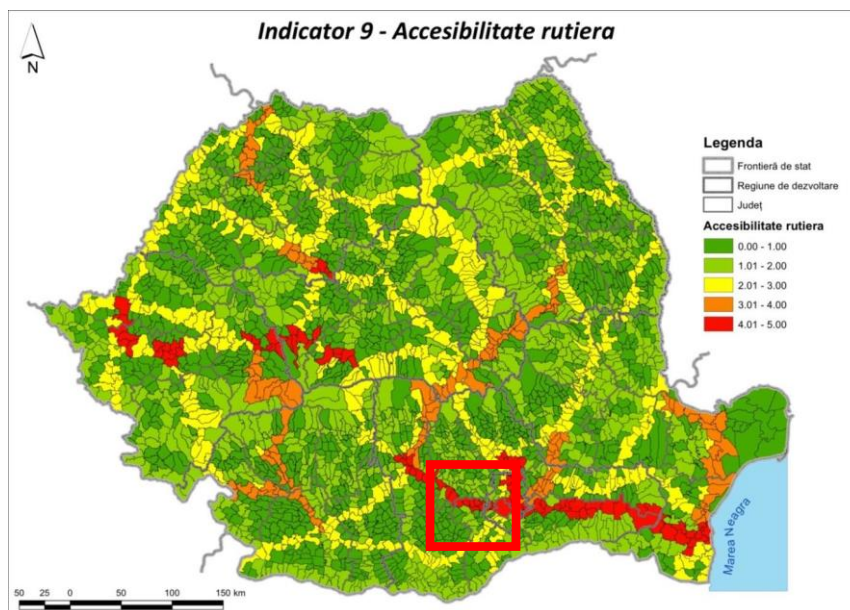 Indicator 9 - Accesibilitate rutiera
N
Legenda
Frontieră de stat
Regiune de dezvoltare
Județ
Accesibilitate rutiera
0.00 - 1.00
1.01 - 2.00
2.01 - 3.00
3.01 - 4.00
4.01 - 5.00
Marea Neagra
50 25 0 50 100 150 km